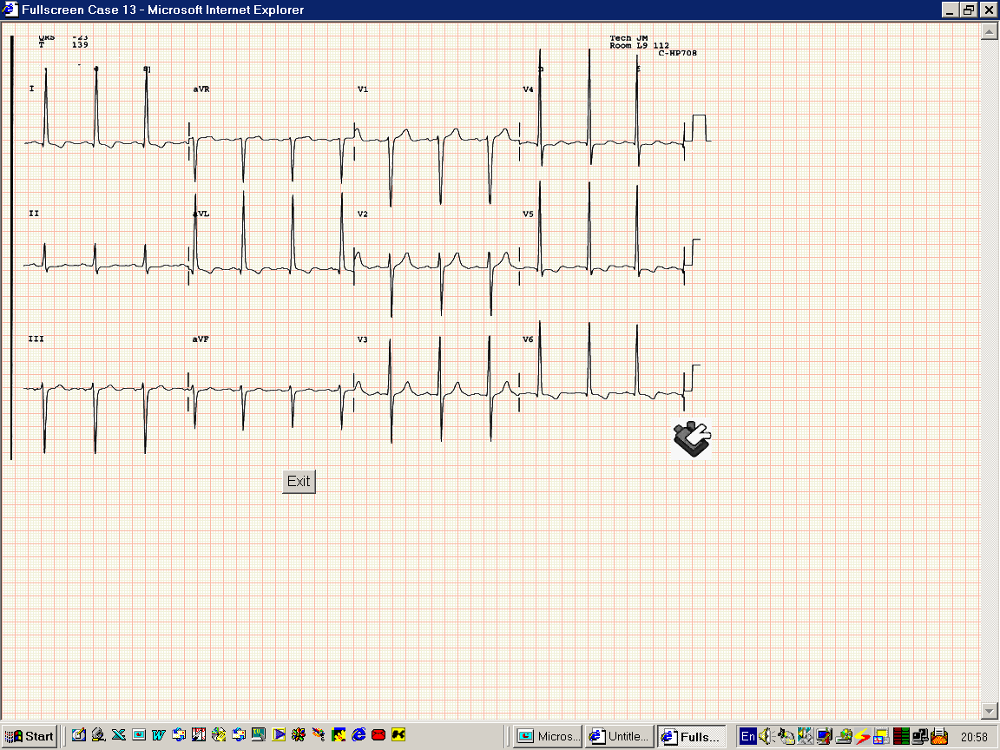 Fullscreen Case 13 - Microsoft Internet Explorer
QRS -23
T 139
Tech JM
Room L9 112
C-HP708
I aVR V1 V4
II aVL V2 V5
III aVF V3 V6
Exit
Start Micros... Untitle... Fulls... En 20:58